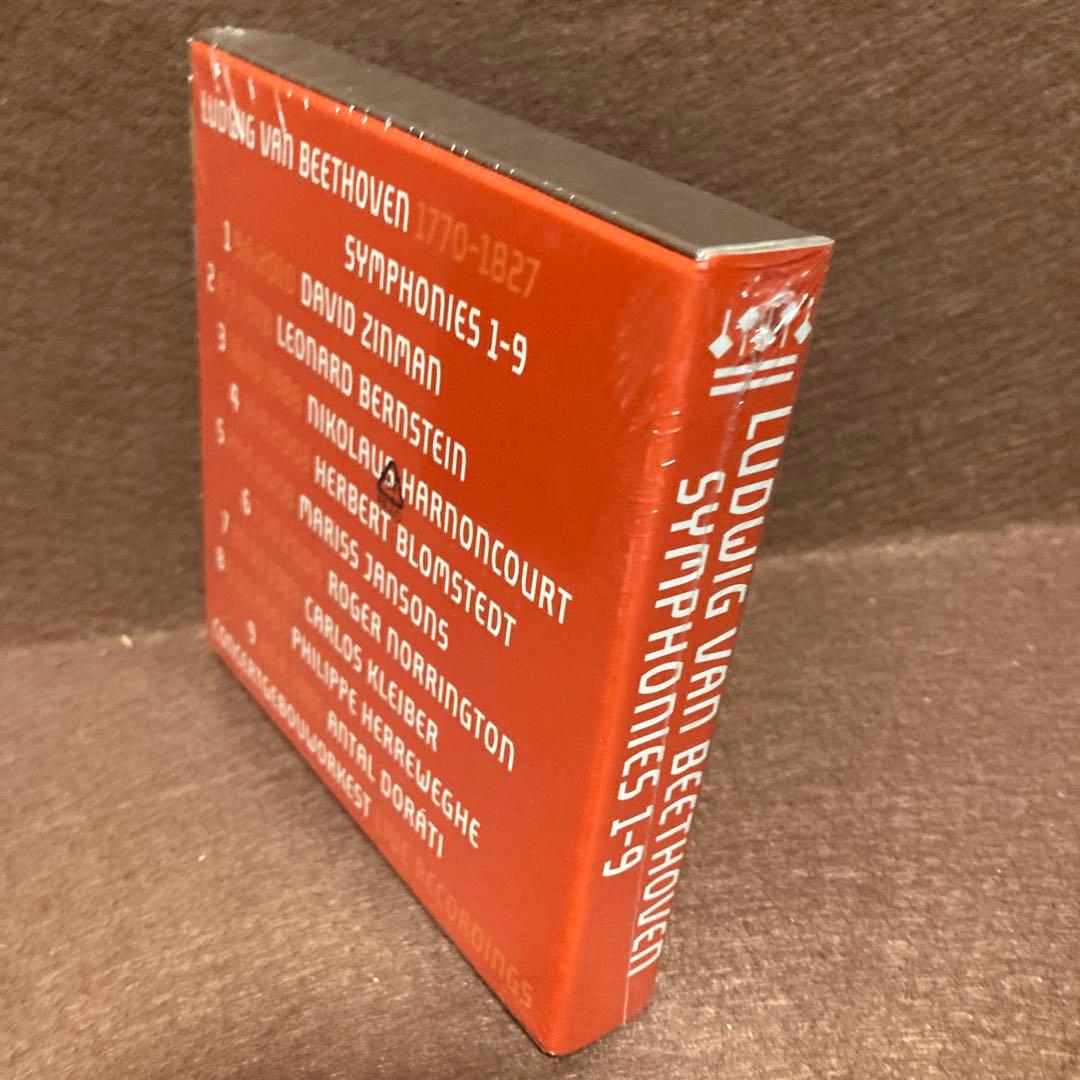 LUDWIG VAN BEETHOVEN 1770-1827
SYMPHONIES 1-9
1 DAVID ZINMAN
2 LEONARD BERNSTEIN
3 NIKOLAUS HARNONCOURT
4 HERBERT BLOMSTEDT
5 MARISS JANSONS
6 ROGER NORRINGTON
7 CARLOS KLEIBER
8 PHILIPPE HERREWEGHE
9 ANTAL DORÁTI
CONCERTGEBOUWORKEST LIVE RECORDINGS
LUDWIG VAN BEETHOVEN
SYMPHONIES 1-9